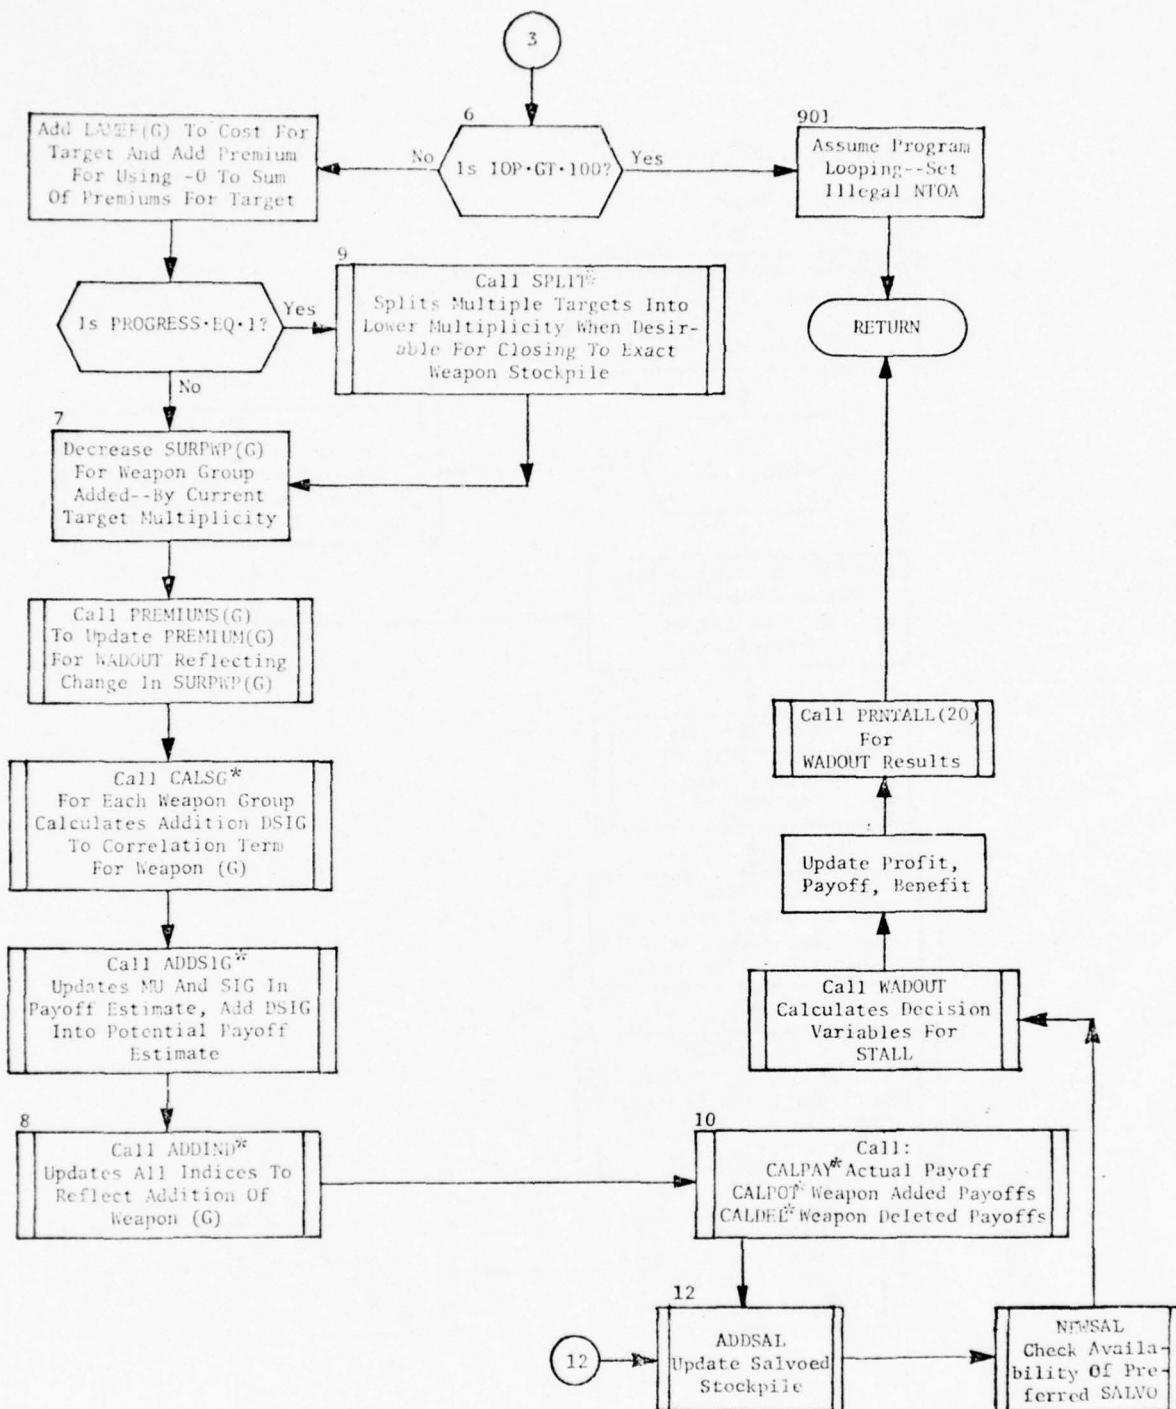 3
6
Is IOP·GT·100?
No
Yes
Add LAMEF(G) To Cost For
Target And Add Premium
For Using -0 To Sum
Of Premiums For Target
901
Assume Program
Looping--Set
Illegal NTOA
RETURN
Is PROGRESS·EQ·1?
Yes
No
9
Call SPLIT*
Splits Multiple Targets Into
Lower Multiplicity When Desir-
able For Closing To Exact
Weapon Stockpile
7
Decrease SURPWP(G)
For Weapon Group
Added--By Current
Target Multiplicity
Call PREMIUMS(G)
To Update PREMIUM(G)
For WADOUT Reflecting
Change In SURPWP(G)
Call CALSG*
For Each Weapon Group
Calculates Addition DSIG
To Correlation Term
For Weapon (G)
Call ADDSIG*
Updates MU And SIG In
Payoff Estimate, Add DSIG
Into Potential Payoff
Estimate
8
Call ADDIND*
Updates All Indices To
Reflect Addition Of
Weapon (G)
10
Call:
CALPAY* Actual Payoff
CALPOT* Weapon Added Payoffs
CALDEL* Weapon Deleted Payoffs
12
12
ADDSAL
Update Salvoed
Stockpile
NEWSAL
Check Availa-
bility Of Pre-
ferred SALVO
Call WADOUT
Calculates Decision
Variables For
STALL
Update Profit,
Payoff, Benefit
Call PRNTALL(20)
For
WADOUT Results